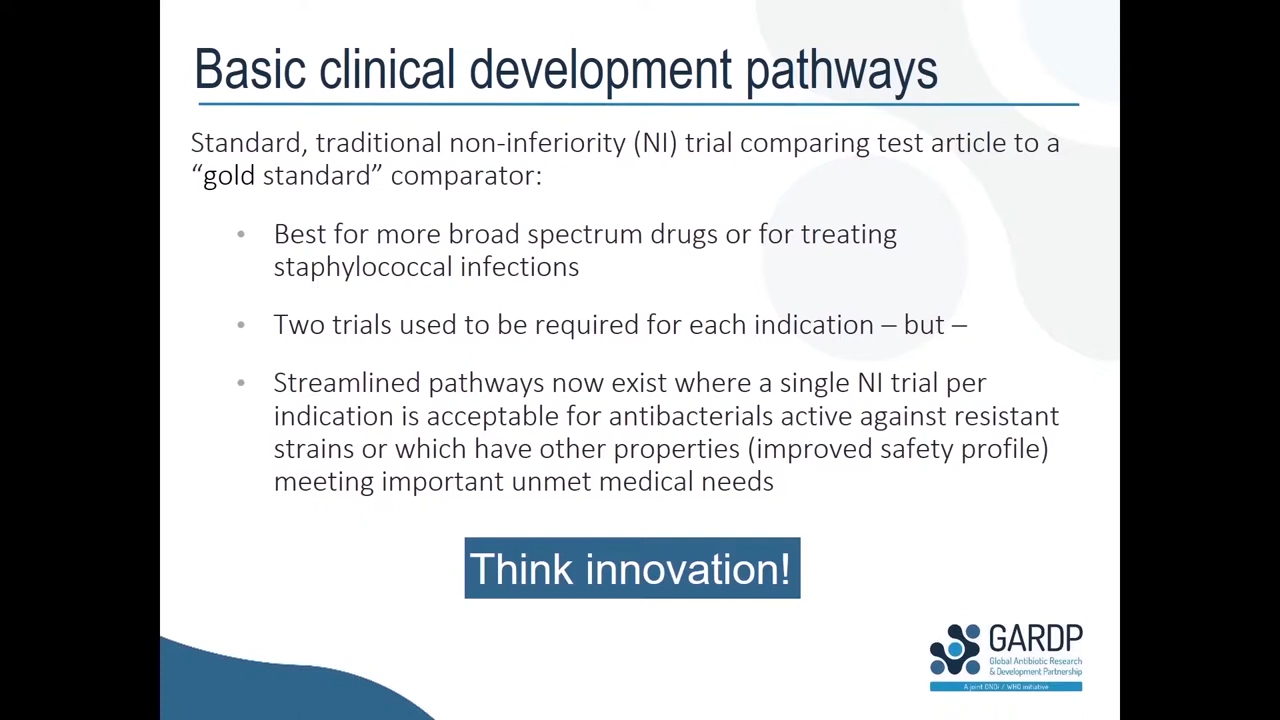 Basic clinical development pathways
Standard, traditional non-inferiority (NI) trial comparing test article to a
“gold standard” comparator:
• Best for more broad spectrum drugs or for treating
staphylococcal infections
• Two trials used to be required for each indication – but –
• Streamlined pathways now exist where a single NI trial per
indication is acceptable for antibacterials active against resistant
strains or which have other properties (improved safety profile)
meeting important unmet medical needs
Think innovation!
GARDP
Global Antibiotic Research
& Development Partnership
A joint DNDi / WHO initiative